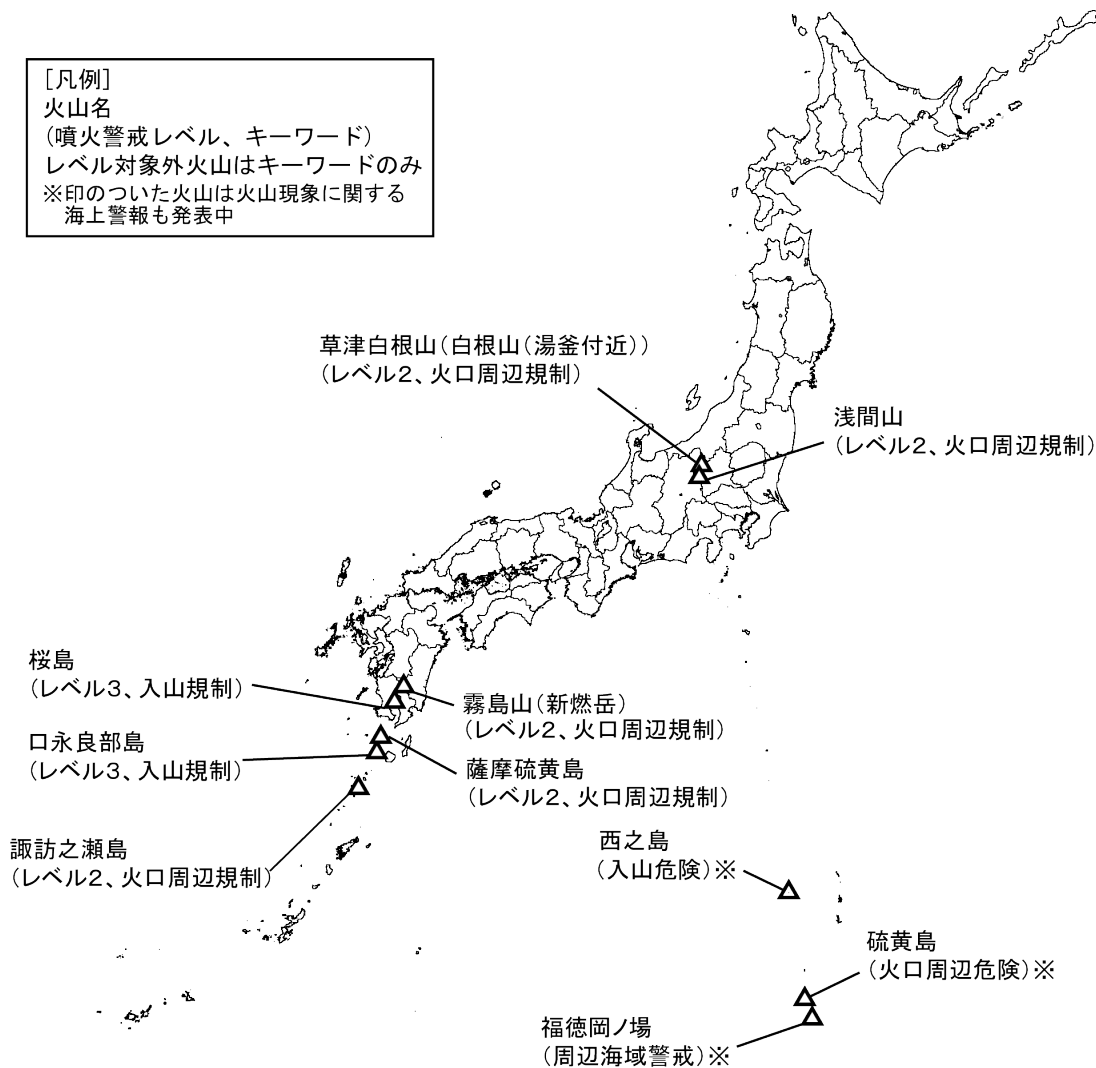 [凡例]
火山名
(噴火警戒レベル、キーワード)
レベル対象外火山はキーワードのみ
※印のついた火山は火山現象に関する
海上警報も発表中
草津白根山(白根山(湯釜付近))
(レベル2、火口周辺規制)
浅間山
(レベル2、火口周辺規制)
桜島
(レベル3、入山規制)
霧島山(新燃岳)
(レベル2、火口周辺規制)
口永良部島
(レベル3、入山規制)
薩摩硫黄島
(レベル2、火口周辺規制)
諏訪之瀬島
(レベル2、火口周辺規制)
西之島
(入山危険)※
硫黄島
(火口周辺危険)※
福徳岡ノ場
(周辺海域警戒)※